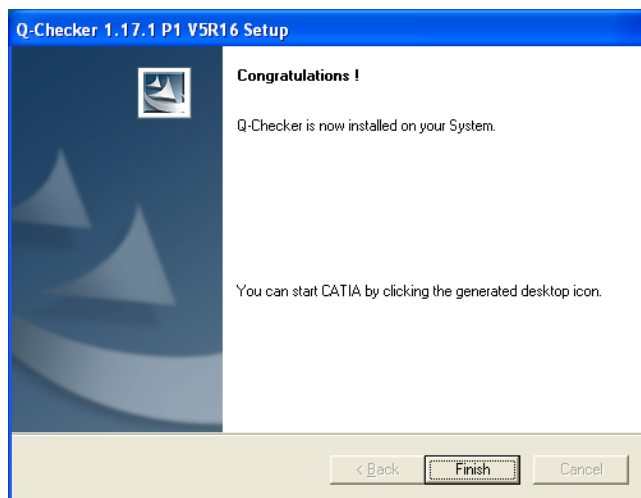 Q-Checker 1.17.1 P1 V5R16 Setup
Congratulations !
Q-Checker is now installed on your System.
You can start CATIA by clicking the generated desktop icon.
< Back
Finish
Cancel